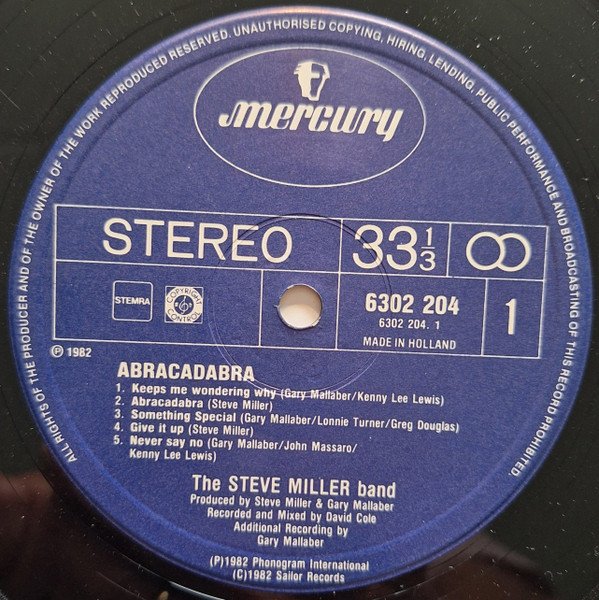 ALL RIGHTS OF THE PRODUCER AND OF THE OWNER OF THE WORK REPRODUCED RESERVED. UNAUTHORISED COPYING, HIRING, LENDING, PUBLIC PERFORMANCE AND BROADCASTING OF THIS RECORD PROHIBITED.
mercury
STEREO 33 1/3
STEMRA COPYRIGHT CONTROL
6302 204
6302 204. 1
MADE IN HOLLAND
1
Ⓟ 1982
ABRACADABRA
1. Keeps me wondering why (Gary Mallaber/Kenny Lee Lewis)
2. Abracadabra (Steve Miller)
3. Something Special (Gary Mallaber/Lonnie Turner/Greg Douglas)
4. Give it up (Steve Miller)
5. Never say no (Gary Mallaber/John Massaro/
Kenny Lee Lewis)
The STEVE MILLER band
Produced by Steve Miller & Gary Mallaber
Recorded and Mixed by David Cole
Additional Recording by
Gary Mallaber
(P)1982 Phonogram International
(C)1982 Sailor Records